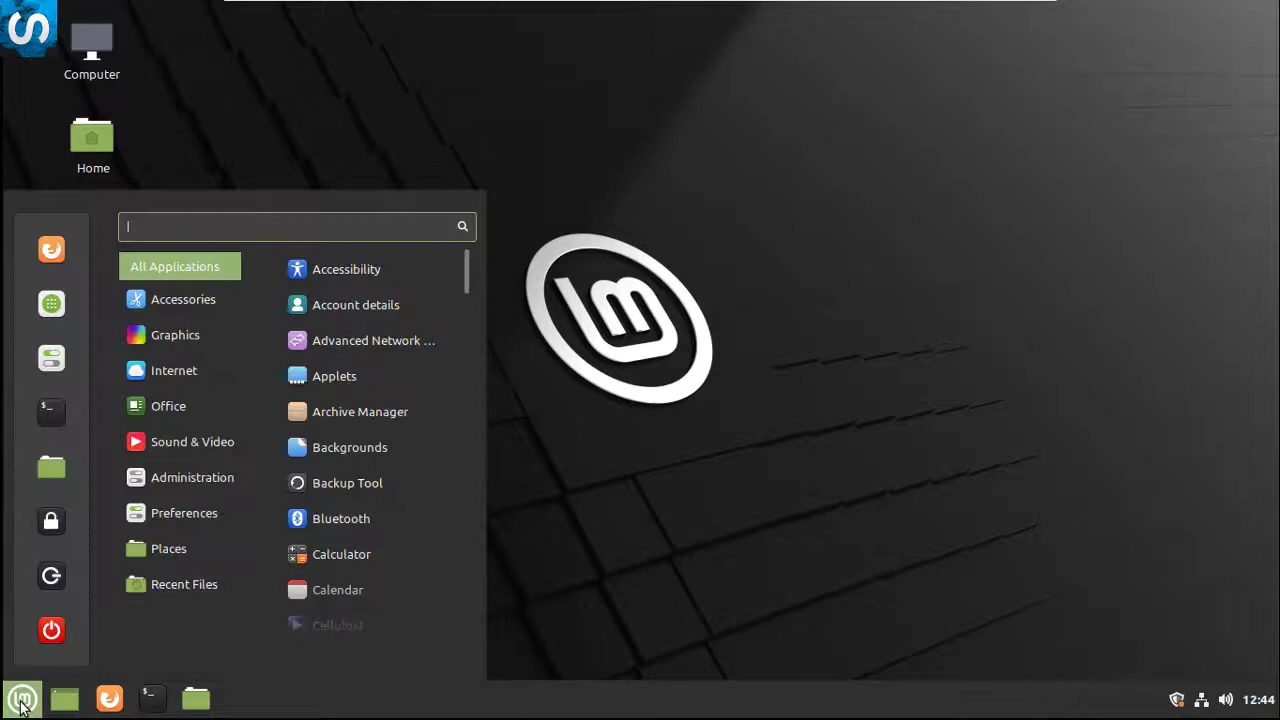 Computer
Home
All Applications
Accessories
Graphics
Internet
Office
Sound & Video
Administration
Preferences
Places
Recent Files
Accessibility
Account details
Advanced Network ...
Applets
Archive Manager
Backgrounds
Backup Tool
Bluetooth
Calculator
Calendar
Celluloid
12:44